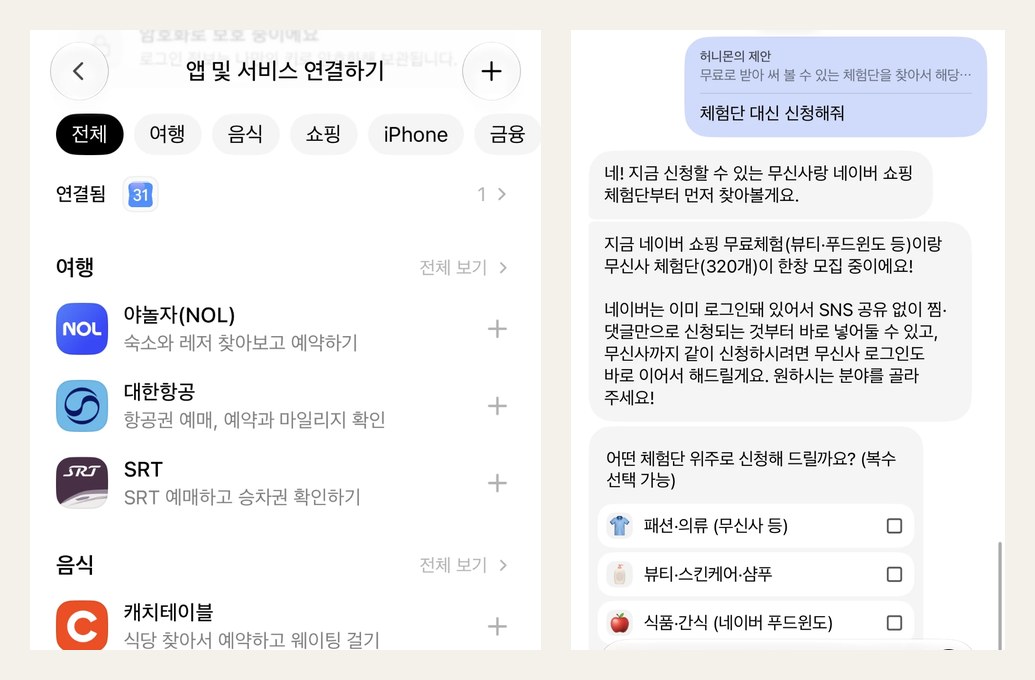 암호화로 보호 중이에요
앱 및 서비스 연결하기
전체
여행
음식
쇼핑
iPhone
금융
연결됨
31
1
여행
전체 보기
NOL
야놀자(NOL)
숙소와 레저 찾아보고 예약하기
대한항공
항공권 예매, 예약과 마일리지 확인
SRT
SRT
SRT 예매하고 승차권 확인하기
음식
전체 보기
캐치테이블
식당 찾아서 예약하고 웨이팅 걸기
허니몬의 제안
무료로 받아 써 볼 수 있는 체험단을 찾아서 해당…
체험단 대신 신청해줘
네! 지금 신청할 수 있는 무신사랑 네이버 쇼핑
체험단부터 먼저 찾아볼게요.
지금 네이버 쇼핑 무료체험(뷰티·푸드윈도 등)이랑
무신사 체험단(320개)이 한창 모집 중이에요!
네이버는 이미 로그인돼 있어서 SNS 공유 없이 찜·
댓글만으로 신청되는 것부터 바로 넣어둘 수 있고,
무신사까지 같이 신청하시려면 무신사 로그인도
바로 이어서 해드릴게요. 원하시는 분야를 골라
주세요!
어떤 체험단 위주로 신청해 드릴까요? (복수
선택 가능)
패션·의류 (무신사 등)
뷰티·스킨케어·샴푸
식품·간식 (네이버 푸드윈도)